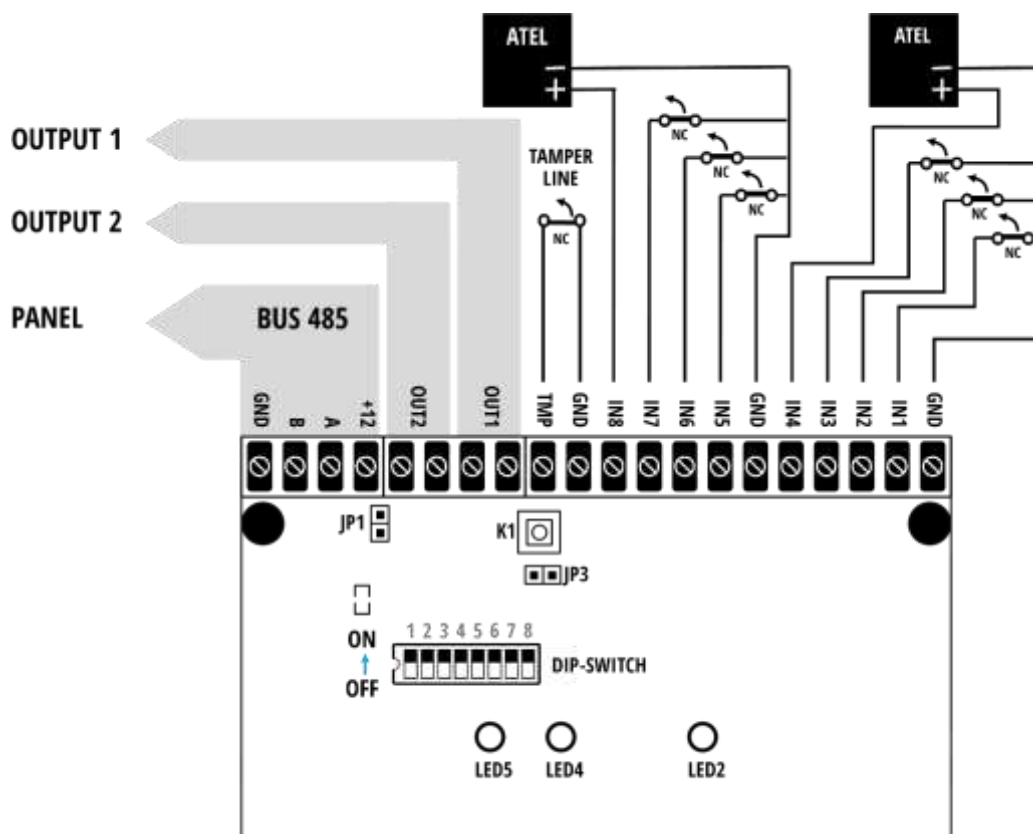 ATEL
ATEL
−
+
−
+
OUTPUT 1
NC
TAMPER
LINE
NC
NC
OUTPUT 2
NC
NC
NC
NC
PANEL
BUS 485
GND
B
A
+12
OUT2
OUT1
TMP
GND
IN8
IN7
IN6
IN5
GND
IN4
IN3
IN2
IN1
GND
JP1
K1
JP3
ON
OFF
1 2 3 4 5 6 7 8
DIP-SWITCH
LED5
LED4
LED2